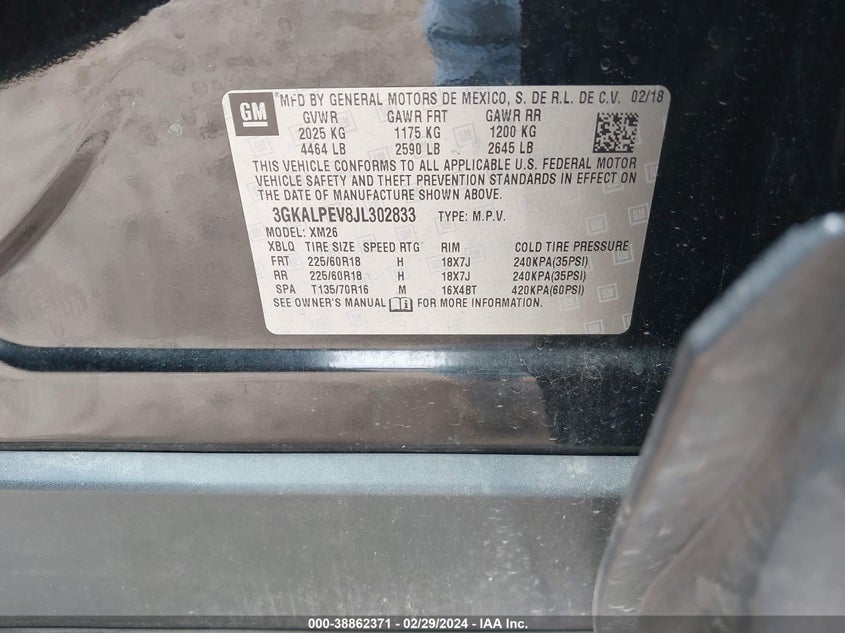 GM
MFD BY GENERAL MOTORS DE MEXICO, S. DE R.L. DE C.V. 02/18
GVWR GAWR FRT GAWR RR
2025 KG 1175 KG 1200 KG
4464 LB 2590 LB 2645 LB
THIS VEHICLE CONFORMS TO ALL APPLICABLE U.S. FEDERAL MOTOR
VEHICLE SAFETY AND THEFT PREVENTION STANDARDS IN EFFECT ON
THE DATE OF MANUFACTURE SHOWN ABOVE.
3GKALPEV8JL302833 TYPE: M.P.V.
MODEL: XM26
XBLQ TIRE SIZE SPEED RTG RIM COLD TIRE PRESSURE
FRT 225/60R18 H 18X7J 240KPA(35PSI)
RR 225/60R18 H 18X7J 240KPA(35PSI)
SPA T135/70R16 M 16X4BT 420KPA(60PSI)
SEE OWNER'S MANUAL FOR MORE INFORMATION.
000-38862371 - 02/29/2024 - IAA Inc.